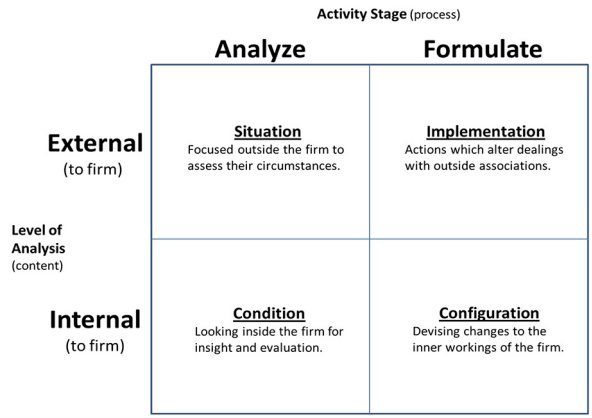 Activity Stage (process)
Analyze Formulate
External
(to firm)
Situation
Focused outside the firm to
assess their circumstances.
Implementation
Actions which alter dealings
with outside associations.
Level of
Analysis
(content)
Internal
(to firm)
Condition
Looking inside the firm for
insight and evaluation.
Configuration
Devising changes to the
inner workings of the firm.